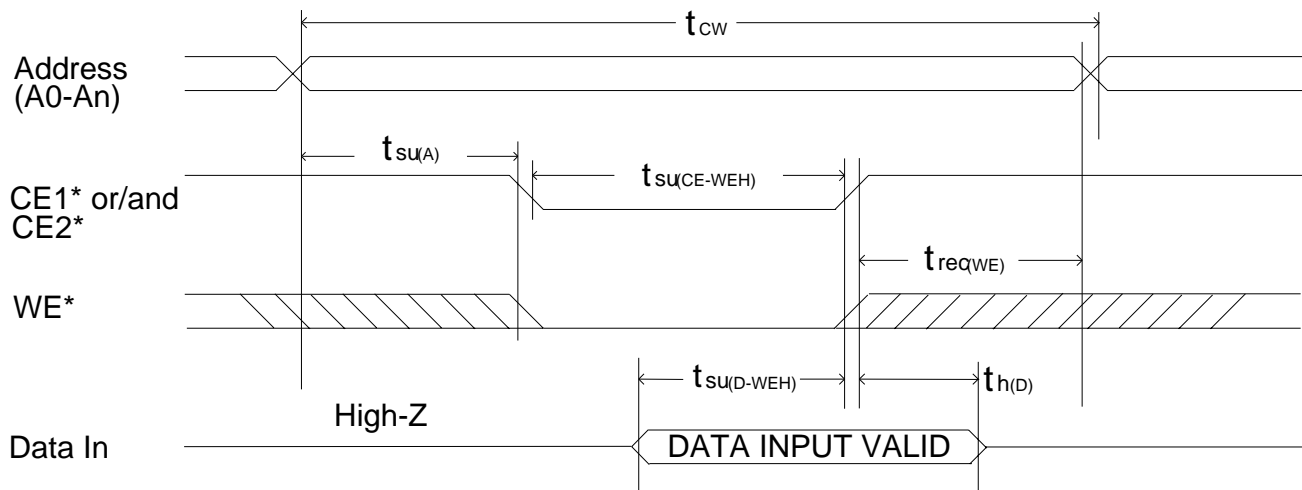 tCW
Address
(A0-An)
tsu(A)
tsu(CE-WEH)
CE1* or/and
CE2*
trec(WE)
WE*
tsu(D-WEH)
th(D)
High-Z
Data In
DATA INPUT VALID